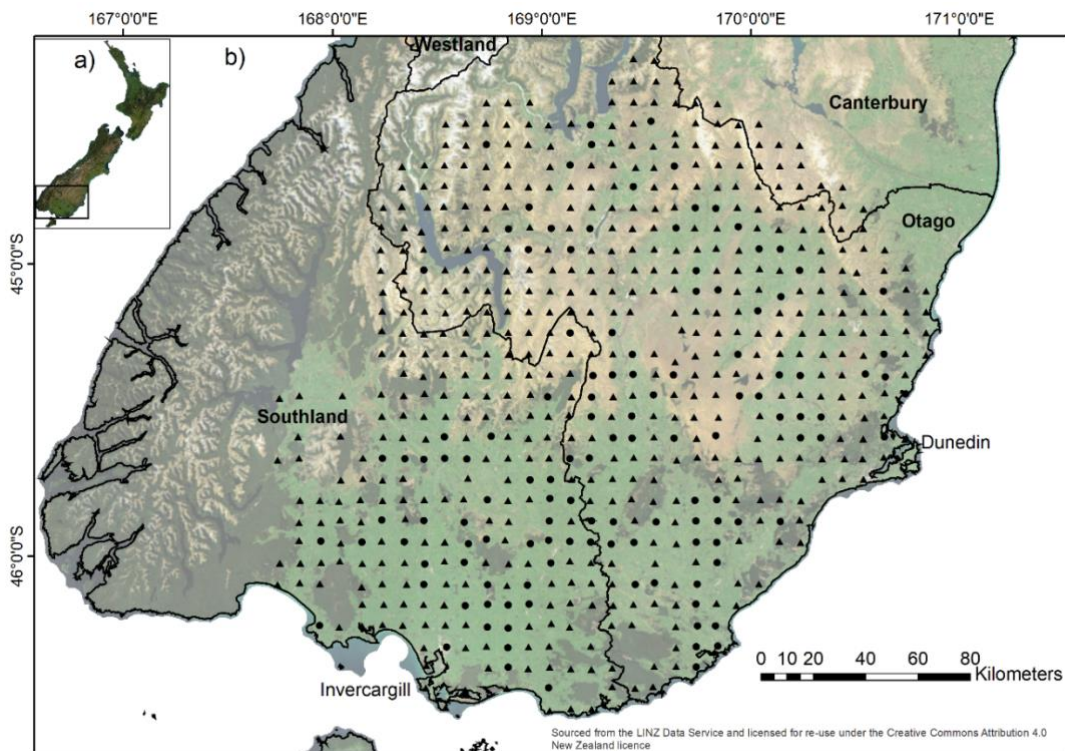 167°0'0"E 168°0'0"E 169°0'0"E 170°0'0"E 171°0'0"E
a) b)
Westland
Canterbury
Otago
45°0'0"S
Southland
Dunedin
46°0'0"S
Invercargill
0 10 20 40 60 80
Kilometers
Sourced from the LINZ Data Service and licensed for re-use under the Creative Commons Attribution 4.0
New Zealand licence